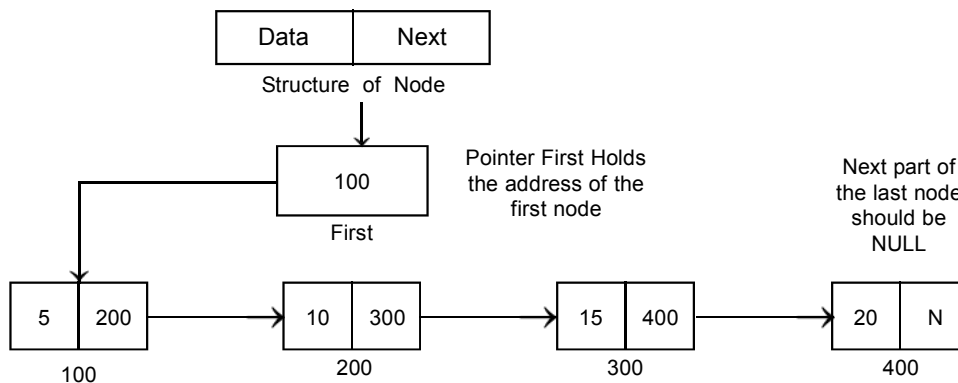 Data Next
Structure of Node
100
First
Pointer First Holds
the address of the
first node
Next part of
the last node
should be
NULL
5 200
10 300
15 400
20 N
100
200
300
400